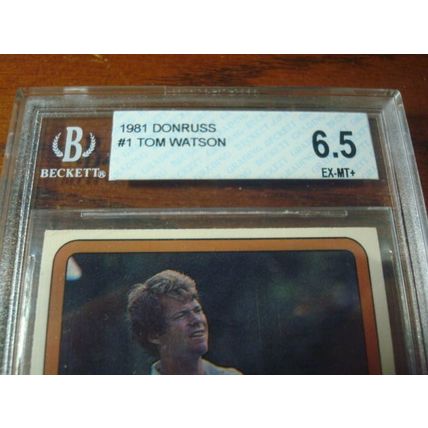 1981 DONRUSS
#1 TOM WATSON
6.5
EX-MT+
B
BECKETT®